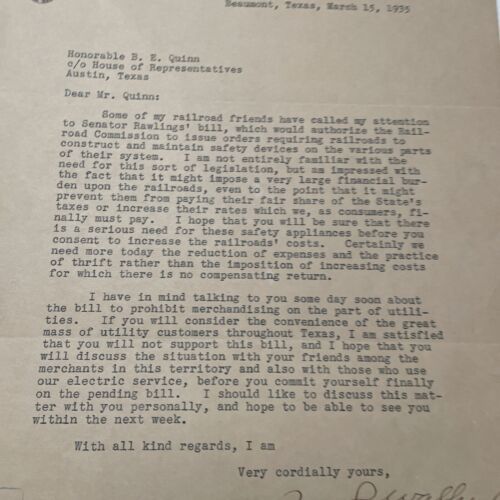 Beaumont, Texas, March 15, 1935
Honorable B. E. Quinn
c/o House of Representatives
Austin, Texas
Dear Mr. Quinn:
Some of my railroad friends have called my attention
to Senator Rawlings' bill, which would authorize the Rail-
road Commission to issue orders requiring railroads to
construct and maintain safety devices on the various parts
of their system. I am not entirely familiar with the
need for this sort of legislation, but am impressed with
the fact that it might impose a very large financial bur-
den upon the railroads, even to the point that it might
prevent them from paying their fair share of the State's
taxes or increase their rates which we, as consumers, fi-
nally must pay. I hope that you will be sure that there
is a serious need for these safety appliances before you
consent to increase the railroads' costs. Certainly we
need more today the reduction of expenses and the practice
of thrift rather than the imposition of increasing costs
for which there is no compensating return.
I have in mind talking to you some day soon about
the bill to prohibit merchandising on the part of utili-
ties. If you will consider the convenience of the great
mass of utility customers throughout Texas, I am satisfied
that you will not support this bill, and I hope that you
will discuss the situation with your friends among the
merchants in this territory and also with those who use
our electric service, before you commit yourself finally
on the pending bill. I should like to discuss this mat-
ter with you personally, and hope to be able to see you
within the next week.
With all kind regards, I am
Very cordially yours,